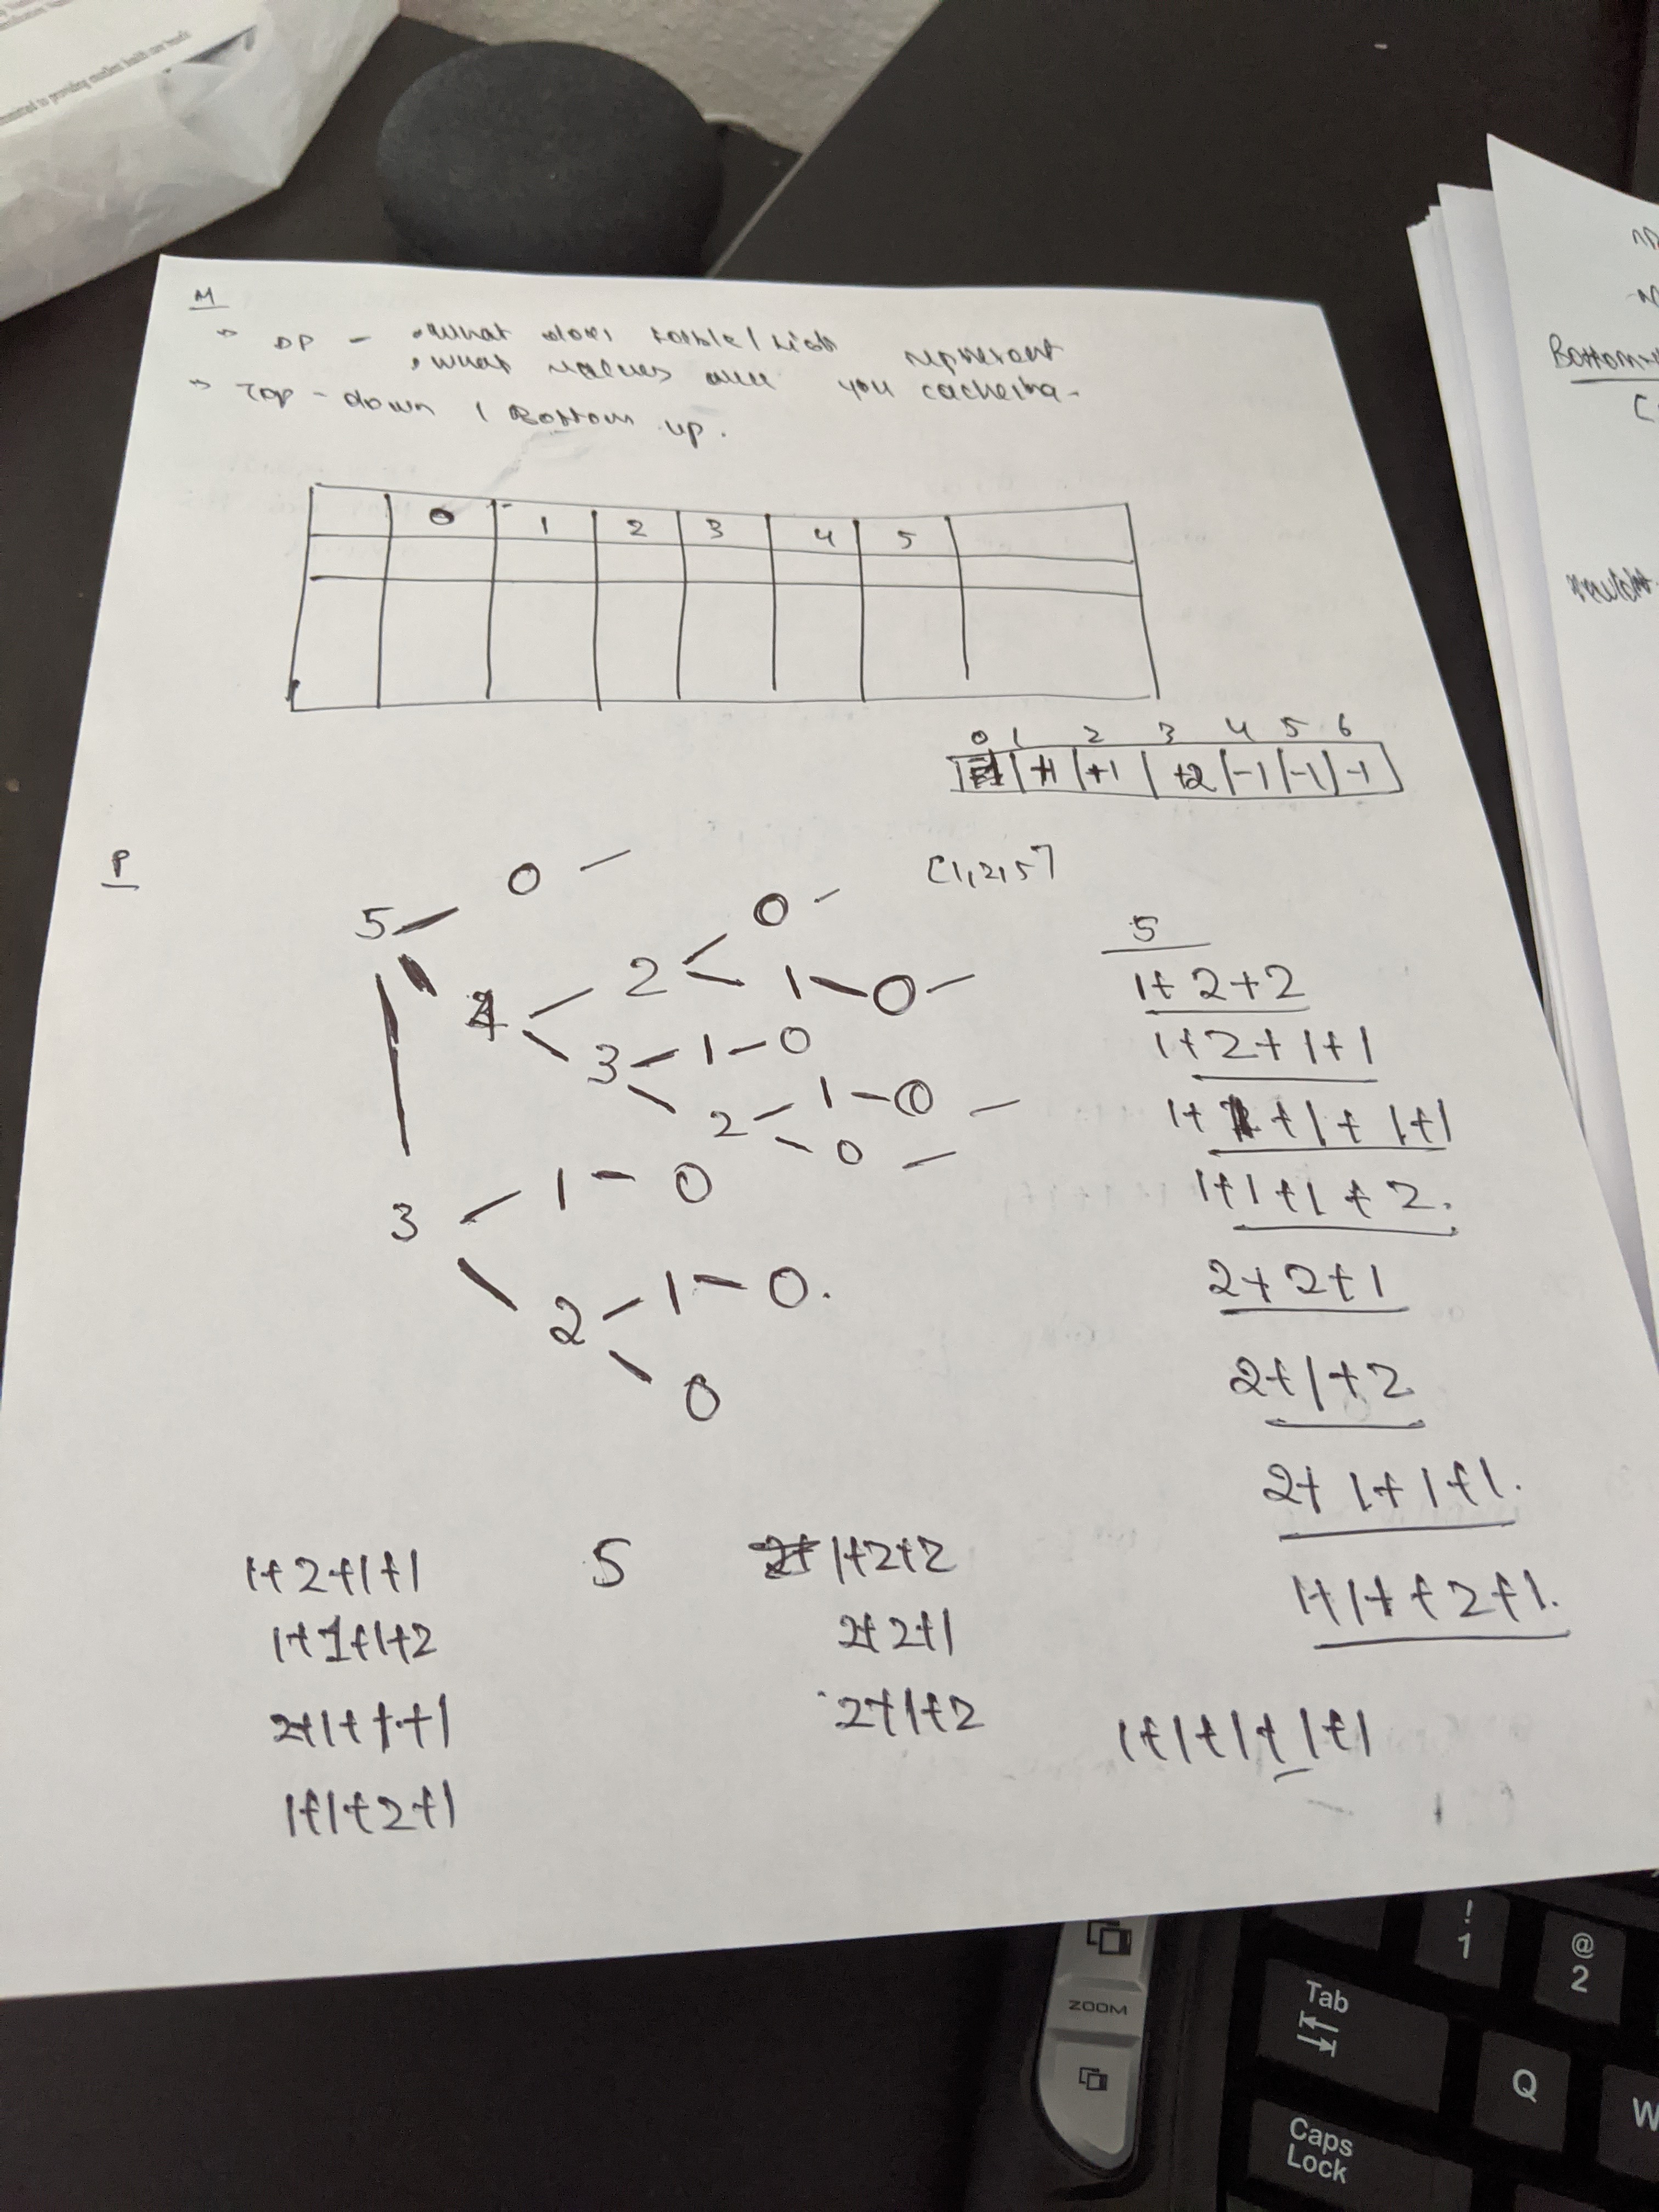 M
DP - • What does table / list represent
• what values are you cacheing.
Top-down / Bottom up.
0 1 2 3 4 5
0 1 2 3 4 5 6
+1 +1 +2 -1 -1 -1
P
[1,2,5]
5 0
4 2 0
1 0
3 1 0
2 1 0
0
3 1 0
2 1 0.
0
5
1+2+2
1+2+1+1
1+1+1+1+1
1+1+1+2.
2+2+1
2+1+2
2+1+1+1.
1+1++2+1.
1+2+1+1
1+1+1+2
2+1+1+1
1+1+2+1
5
1+2+2
2+2+1
2+1+2
1+1+1+1+1
Bottom-
committed to providing
ZOOM
!
1
@
2
Tab
Q
W
Caps
Lock